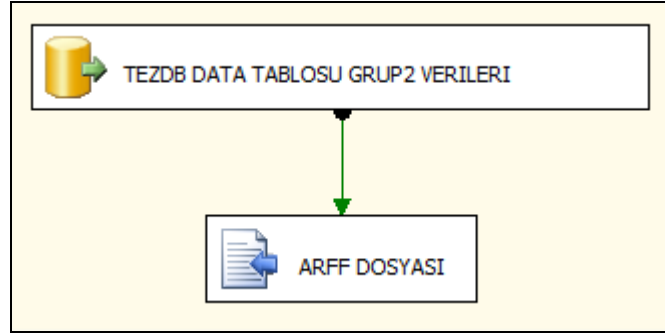 TEZDB DATA TABLOSU GRUP2 VERILERI
ARFF DOSYASI